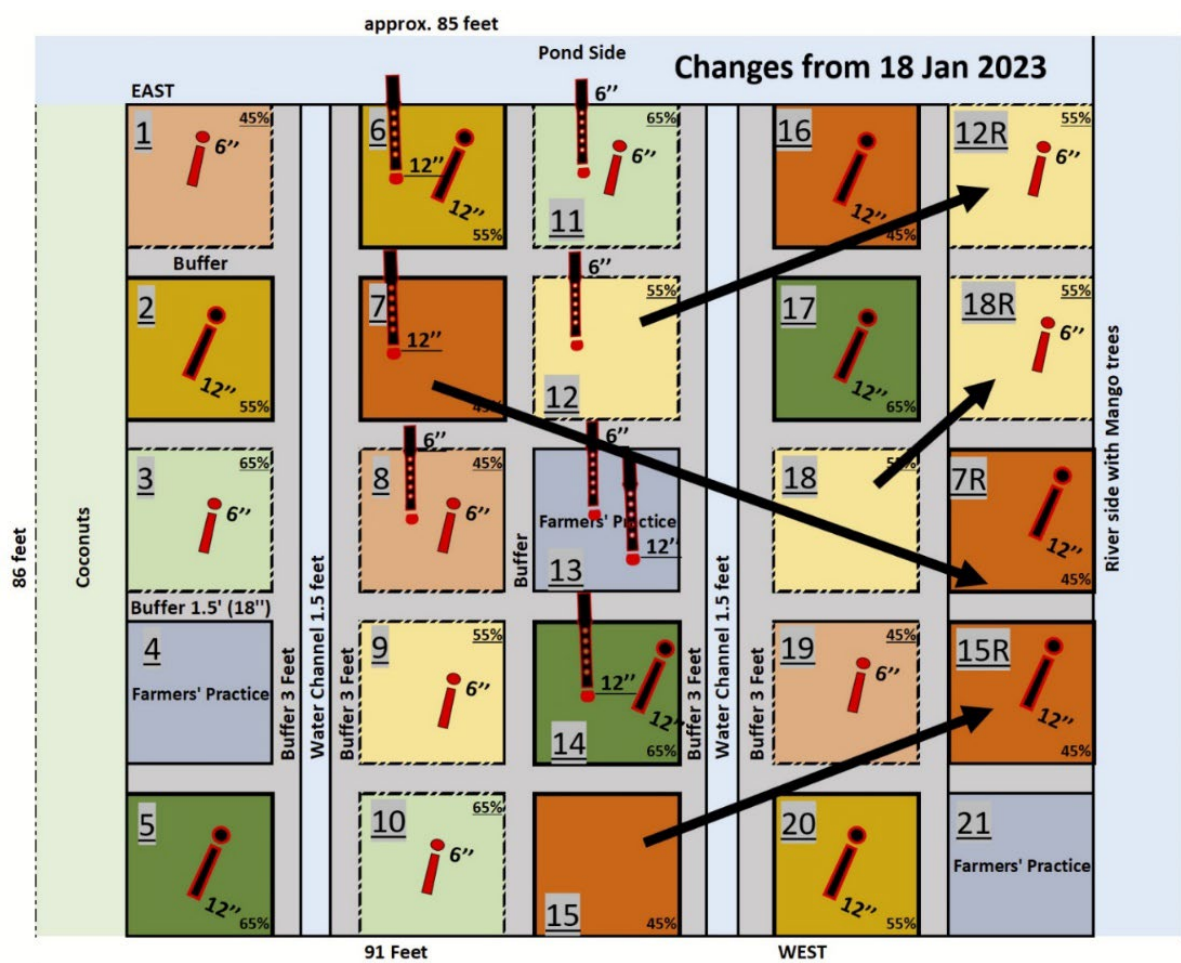 approx. 85 feet
Pond Side
Changes from 18 Jan 2023
EAST
1
45%
6’’
6
12’’
12’’
55%
6’’
65%
6’’
11
16
12’’
45%
12R
55%
6’’
Buffer
2
12’’
55%
7
12’’
45%
6’’
55%
12
17
12’’
65%
18R
55%
6’’
3
65%
6’’
8
6’’
45%
6’’
Buffer
6’’
Farmers' Practice
12’’
13
18
55%
7R
12’’
45%
86 feet
Coconuts
River side with Mango trees
Buffer 1.5' (18'')
4
Farmers' Practice
Buffer 3 Feet
Water Channel 1.5 feet
Buffer 3 Feet
9
55%
6’’
14
12’’
12’’
65%
Buffer 3 Feet
Water Channel 1.5 feet
Buffer 3 Feet
19
45%
6’’
15R
12’’
45%
5
12’’
65%
10
65%
6’’
15
45%
20
12’’
55%
21
Farmers' Practice
91 Feet
WEST